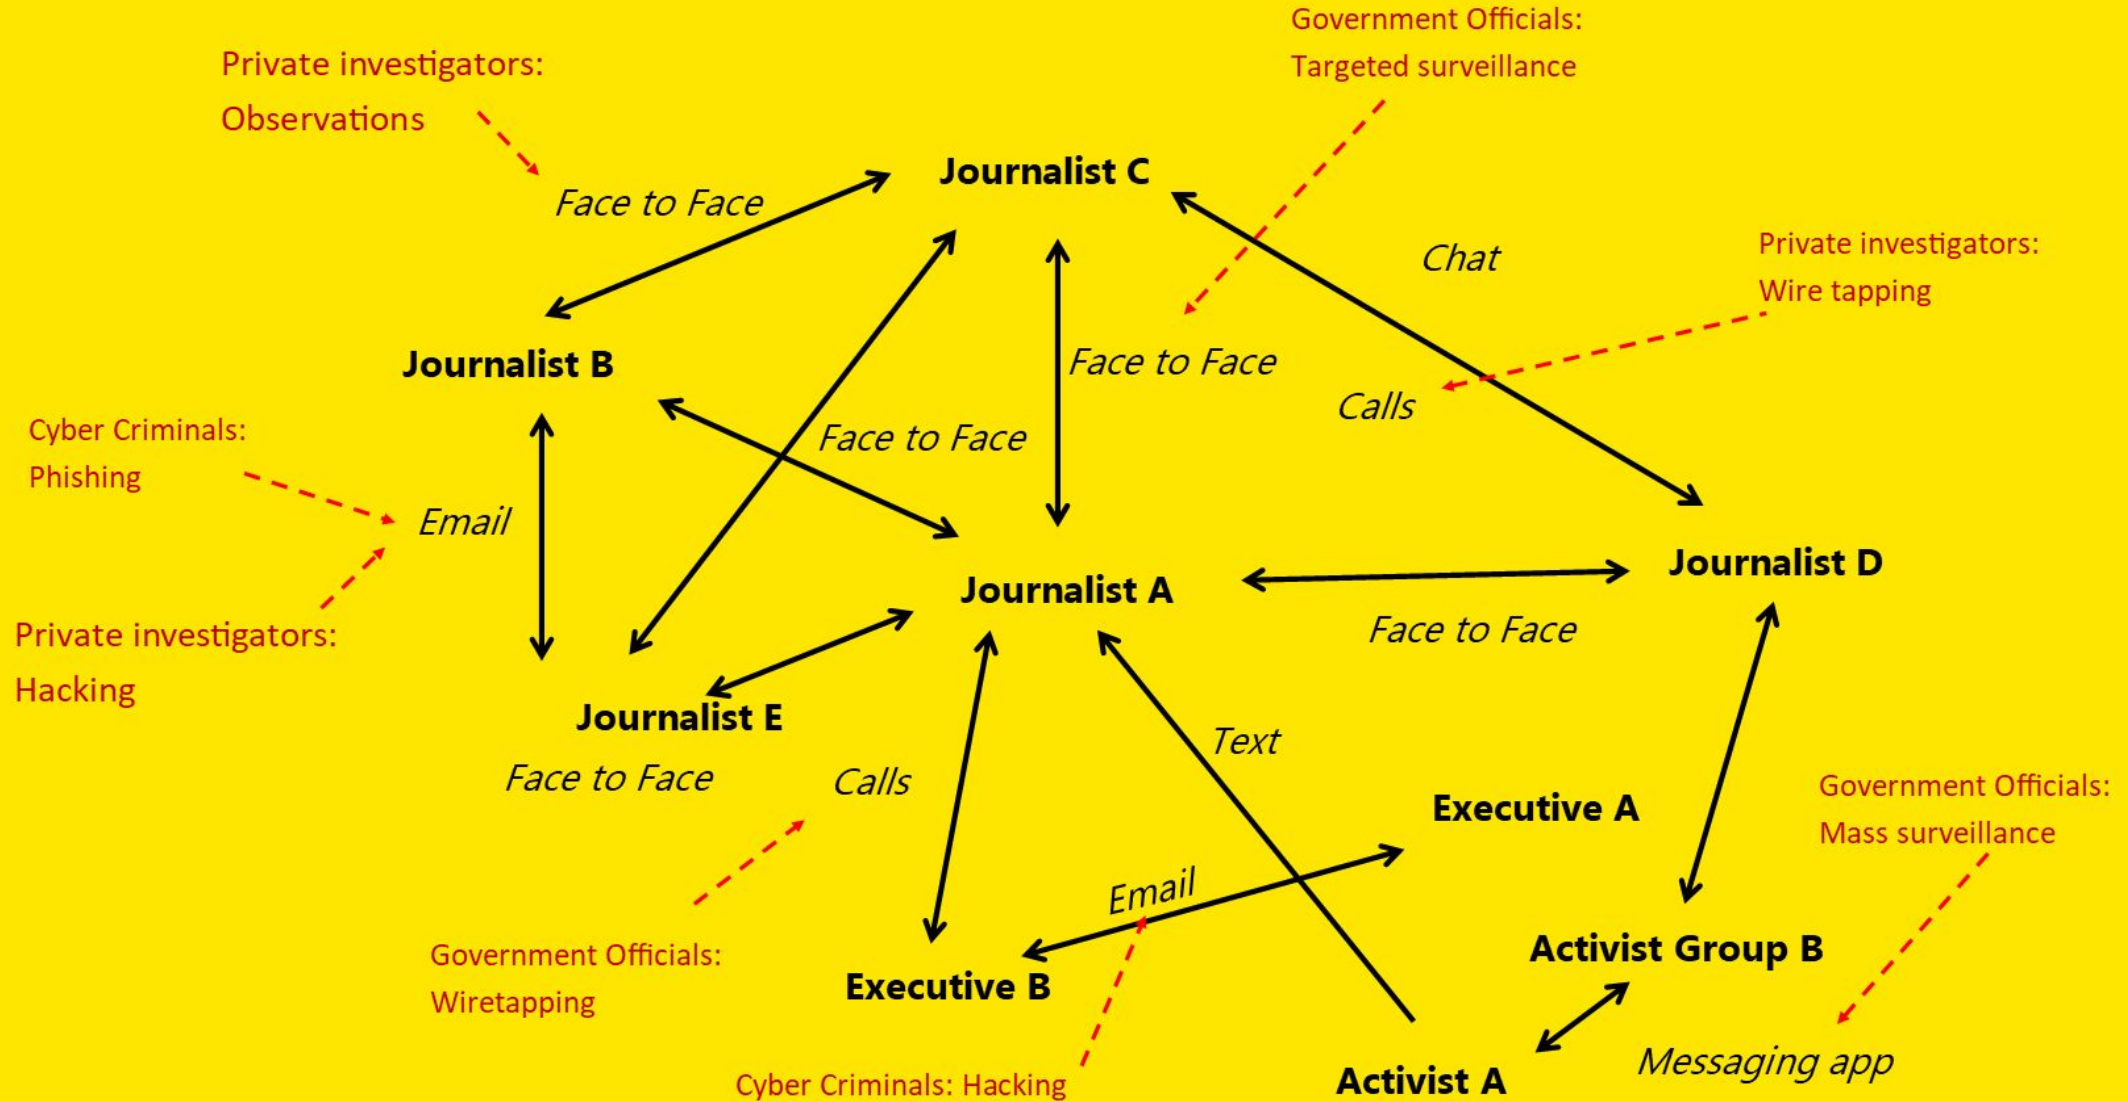 Government Officials:
Targeted surveillance
Private investigators:
Observations
Journalist C
Face to Face
Chat
Private investigators:
Wire tapping
Journalist B
Face to Face
Calls
Cyber Criminals:
Phishing
Face to Face
Email
Journalist D
Journalist A
Face to Face
Private investigators:
Hacking
Journalist E
Text
Face to Face
Calls
Executive A
Government Officials:
Mass surveillance
Email
Activist Group B
Government Officials:
Wiretapping
Executive B
Messaging app
Cyber Criminals: Hacking
Activist A